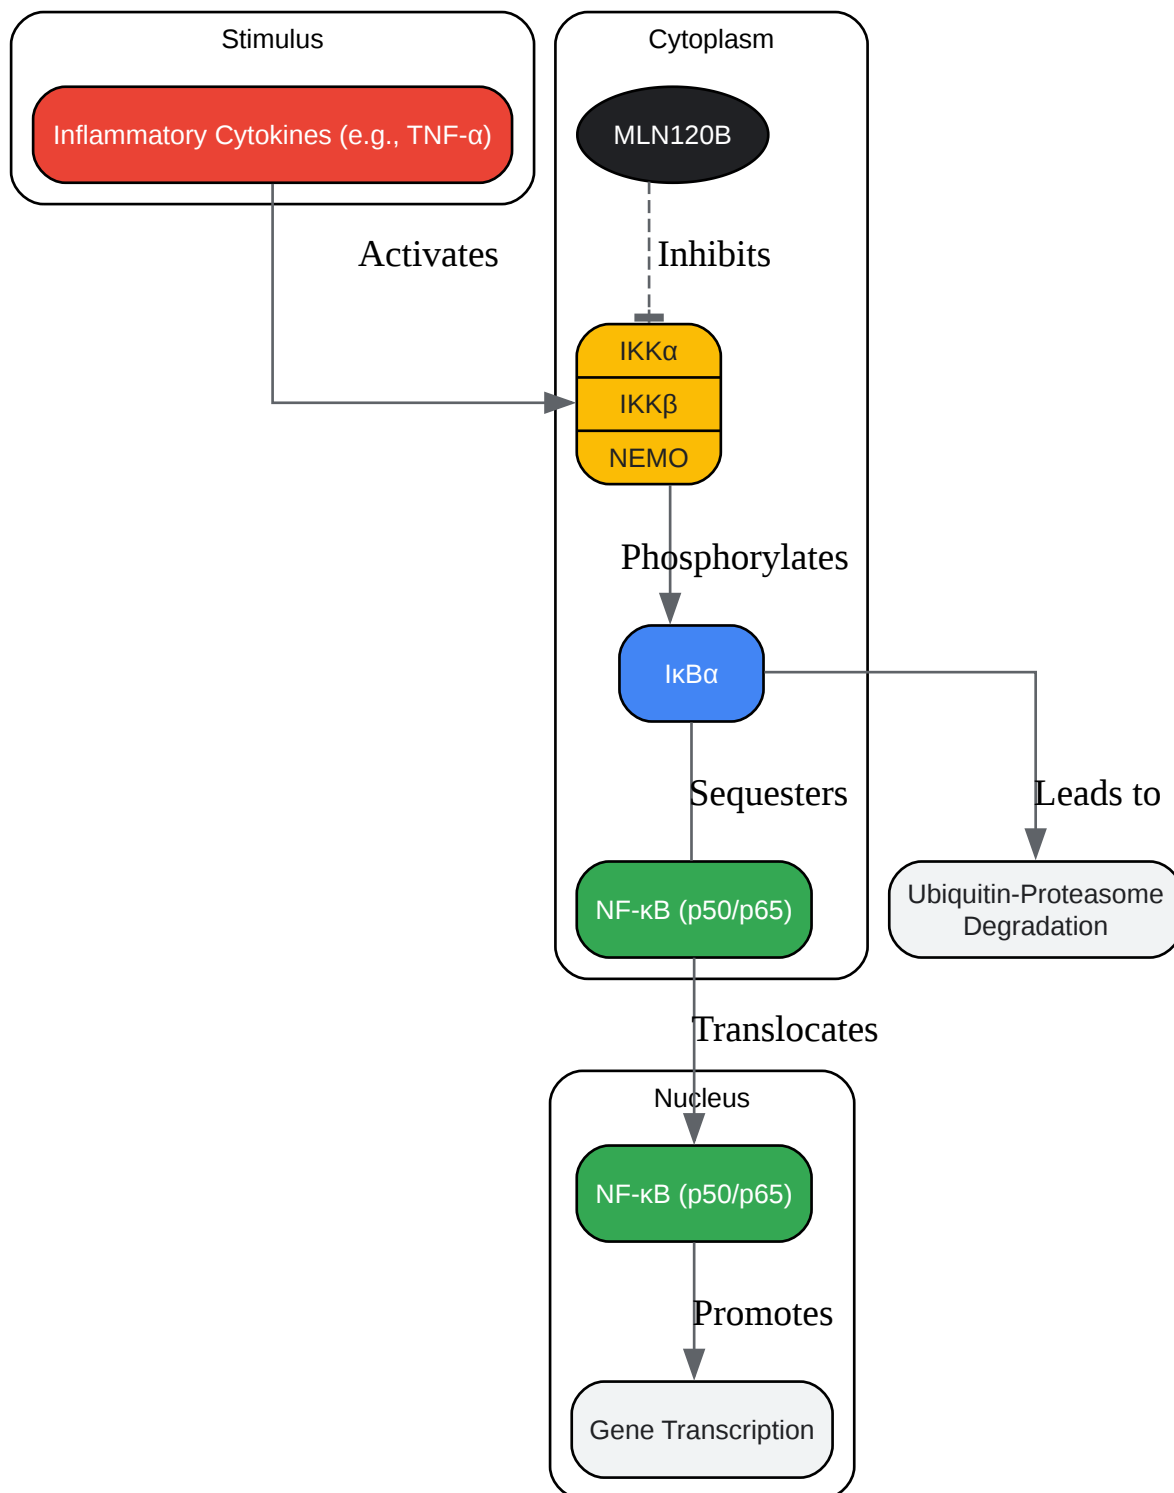 Stimulus
Cytoplasm
Inflammatory Cytokines (e.g., TNF-α)
MLN120B
Activates
Inhibits
IKKα
IKKβ
NEMO
Phosphorylates
IκBα
Sequesters
Leads to
NF-κB (p50/p65)
Ubiquitin-Proteasome
Degradation
Translocates
Nucleus
NF-κB (p50/p65)
Promotes
Gene Transcription